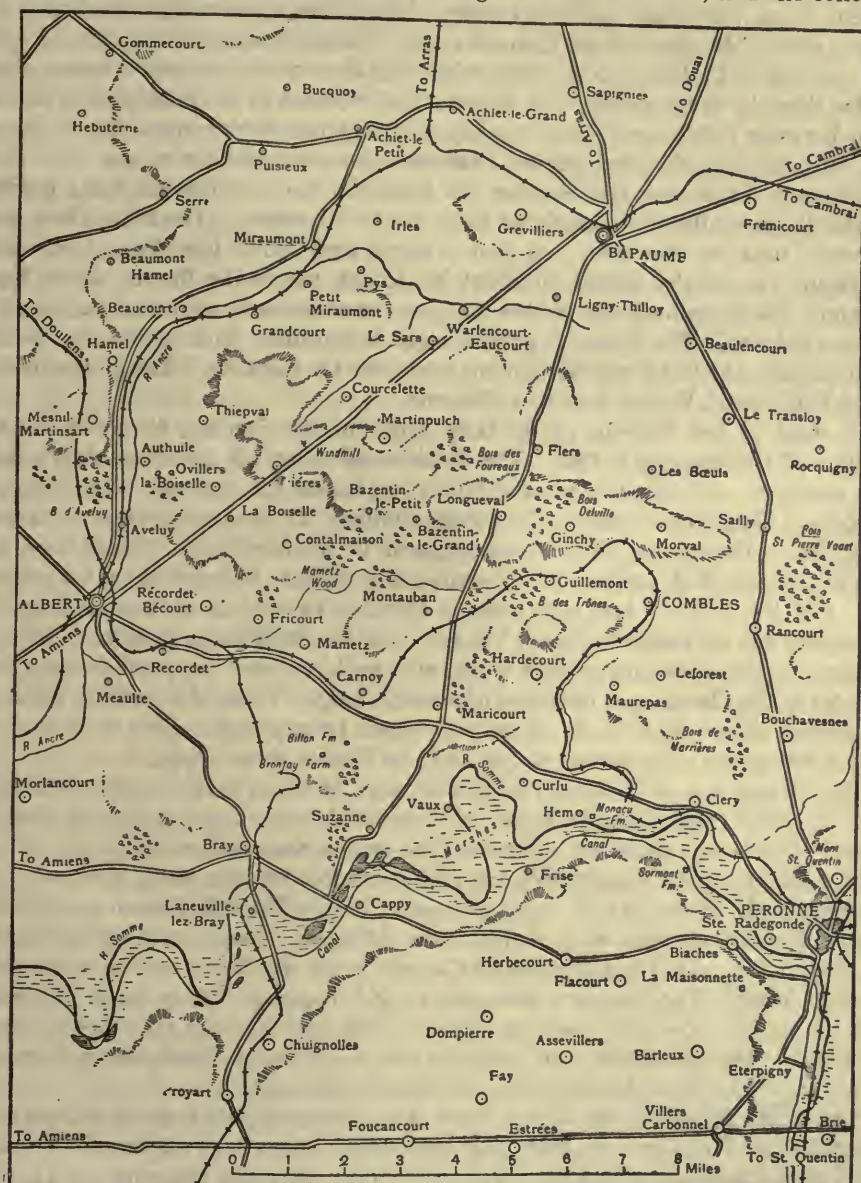 Gommecourt
To Arras
Bucquoy
Sapignies
To Douai
Hebuterne
Achiet-le-Grand
Achiet-le
Petit
To Arras
Puisieux
To Cambrai
To Cambrai
Serre
Irles
Grevilliers
Frémicourt
Miraumont
BAPAUME
Beaumont
Hamel
Pys
Petit
Miraumont
Ligny-Thilloy
To Doullens
Beaucourt
Grandcourt
Warlencourt-
Eaucourt
R Ancre
Le Sars
Beaulencourt
Hamel
Courcelette
Mesnil-
Martinsart
Thiepval
Martinpulch
Le Transloy
Windmill
Bois des
Foureaux
Flers
Authuile
Ovillers
la-Boiselle
Les Bœufs
Rocquigny
B d'Aveluy
Bazentin-
le-Petit
Longueval
Bois
Delville
La Boiselle
Aveluy
Bazentin-
le-Grand
Ginchy
Morval
Sailly
Bois
St Pierre Vaast
Contalmaison
Mametz
Wood
Guillemont
ALBERT
Récordet-
Bécourt
Montauban
B des Trônes
COMBLES
Fricourt
Rancourt
To Amiens
Mametz
Recordet
Hardecourt
Leforest
Carnoy
Meaulte
Maurepas
Maricourt
Bouchavesnes
R Ancre
Billon Fm
Bois de
Marrières
Bronfay Farm
R Somme
Curlu
Morlancourt
Vaux
Hem
Monacu
Fm.
Clery
Suzanne
Bray
Marshes
Canal
Mont
St. Quentin
To Amiens
Frise
Sormont
Fm
Laneuville-
lez-Bray
Cappy
PERONNE
Ste. Radegonde
Canal
R Somme
Herbecourt
Biaches
Flacourt
La Maisonnette
Dompierre
Chuignolles
Assevillers
Barleux
Eterpigny
Fay
Villers
Carbonnel
Foucancourt
Estrées
To Amiens
Brie
To St. Quentin
0 1 2 3 4 5 6 7 8
Miles